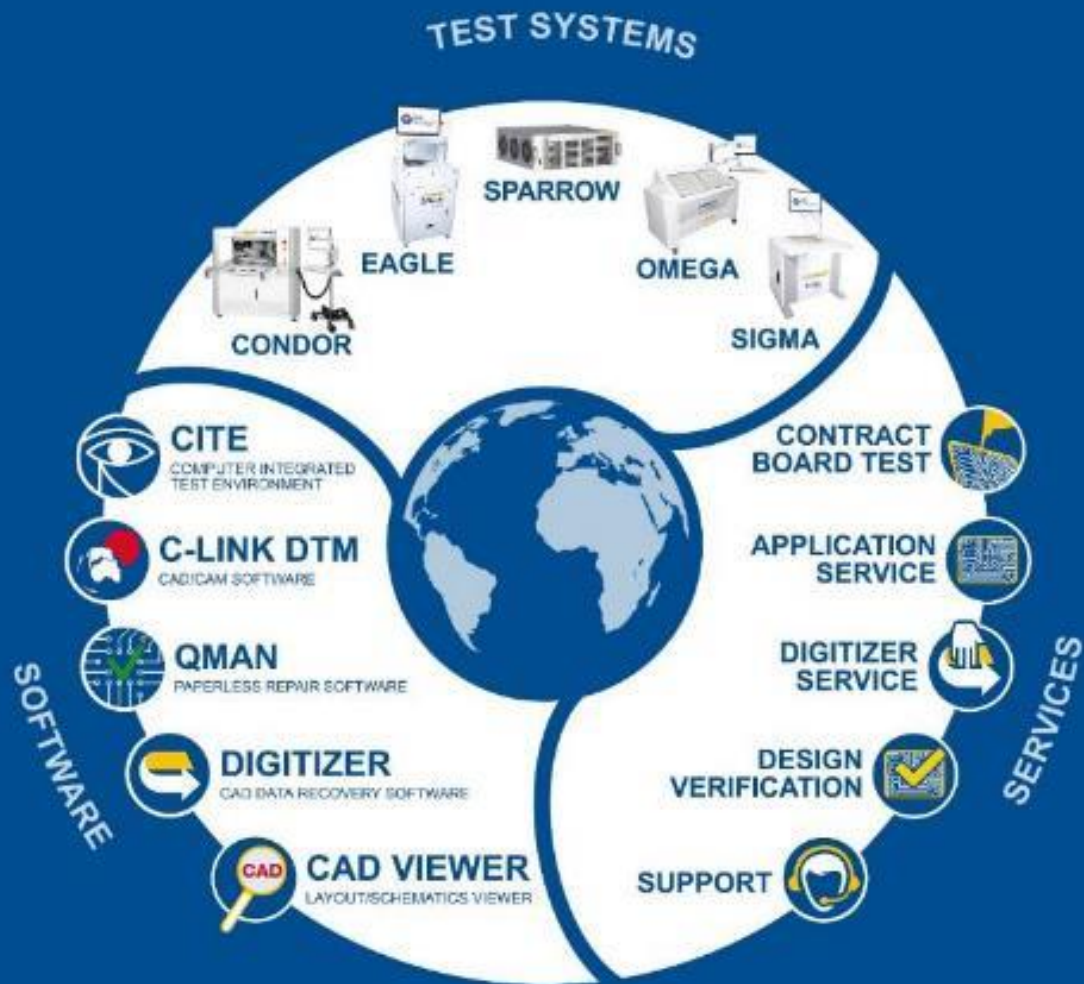 TEST SYSTEMS
SPARROW
EAGLE
OMEGA
CONDOR
SIGMA
SOFTWARE
CITE
COMPUTER INTEGRATED
TEST ENVIRONMENT
C-LINK DTM
CAD/CAM SOFTWARE
QMAN
PAPERLESS REPAIR SOFTWARE
DIGITIZER
CAD DATA RECOVERY SOFTWARE
CAD
CAD VIEWER
LAYOUT/SCHEMATICS VIEWER
SERVICES
CONTRACT
BOARD TEST
APPLICATION
SERVICE
DIGITIZER
SERVICE
DESIGN
VERIFICATION
SUPPORT